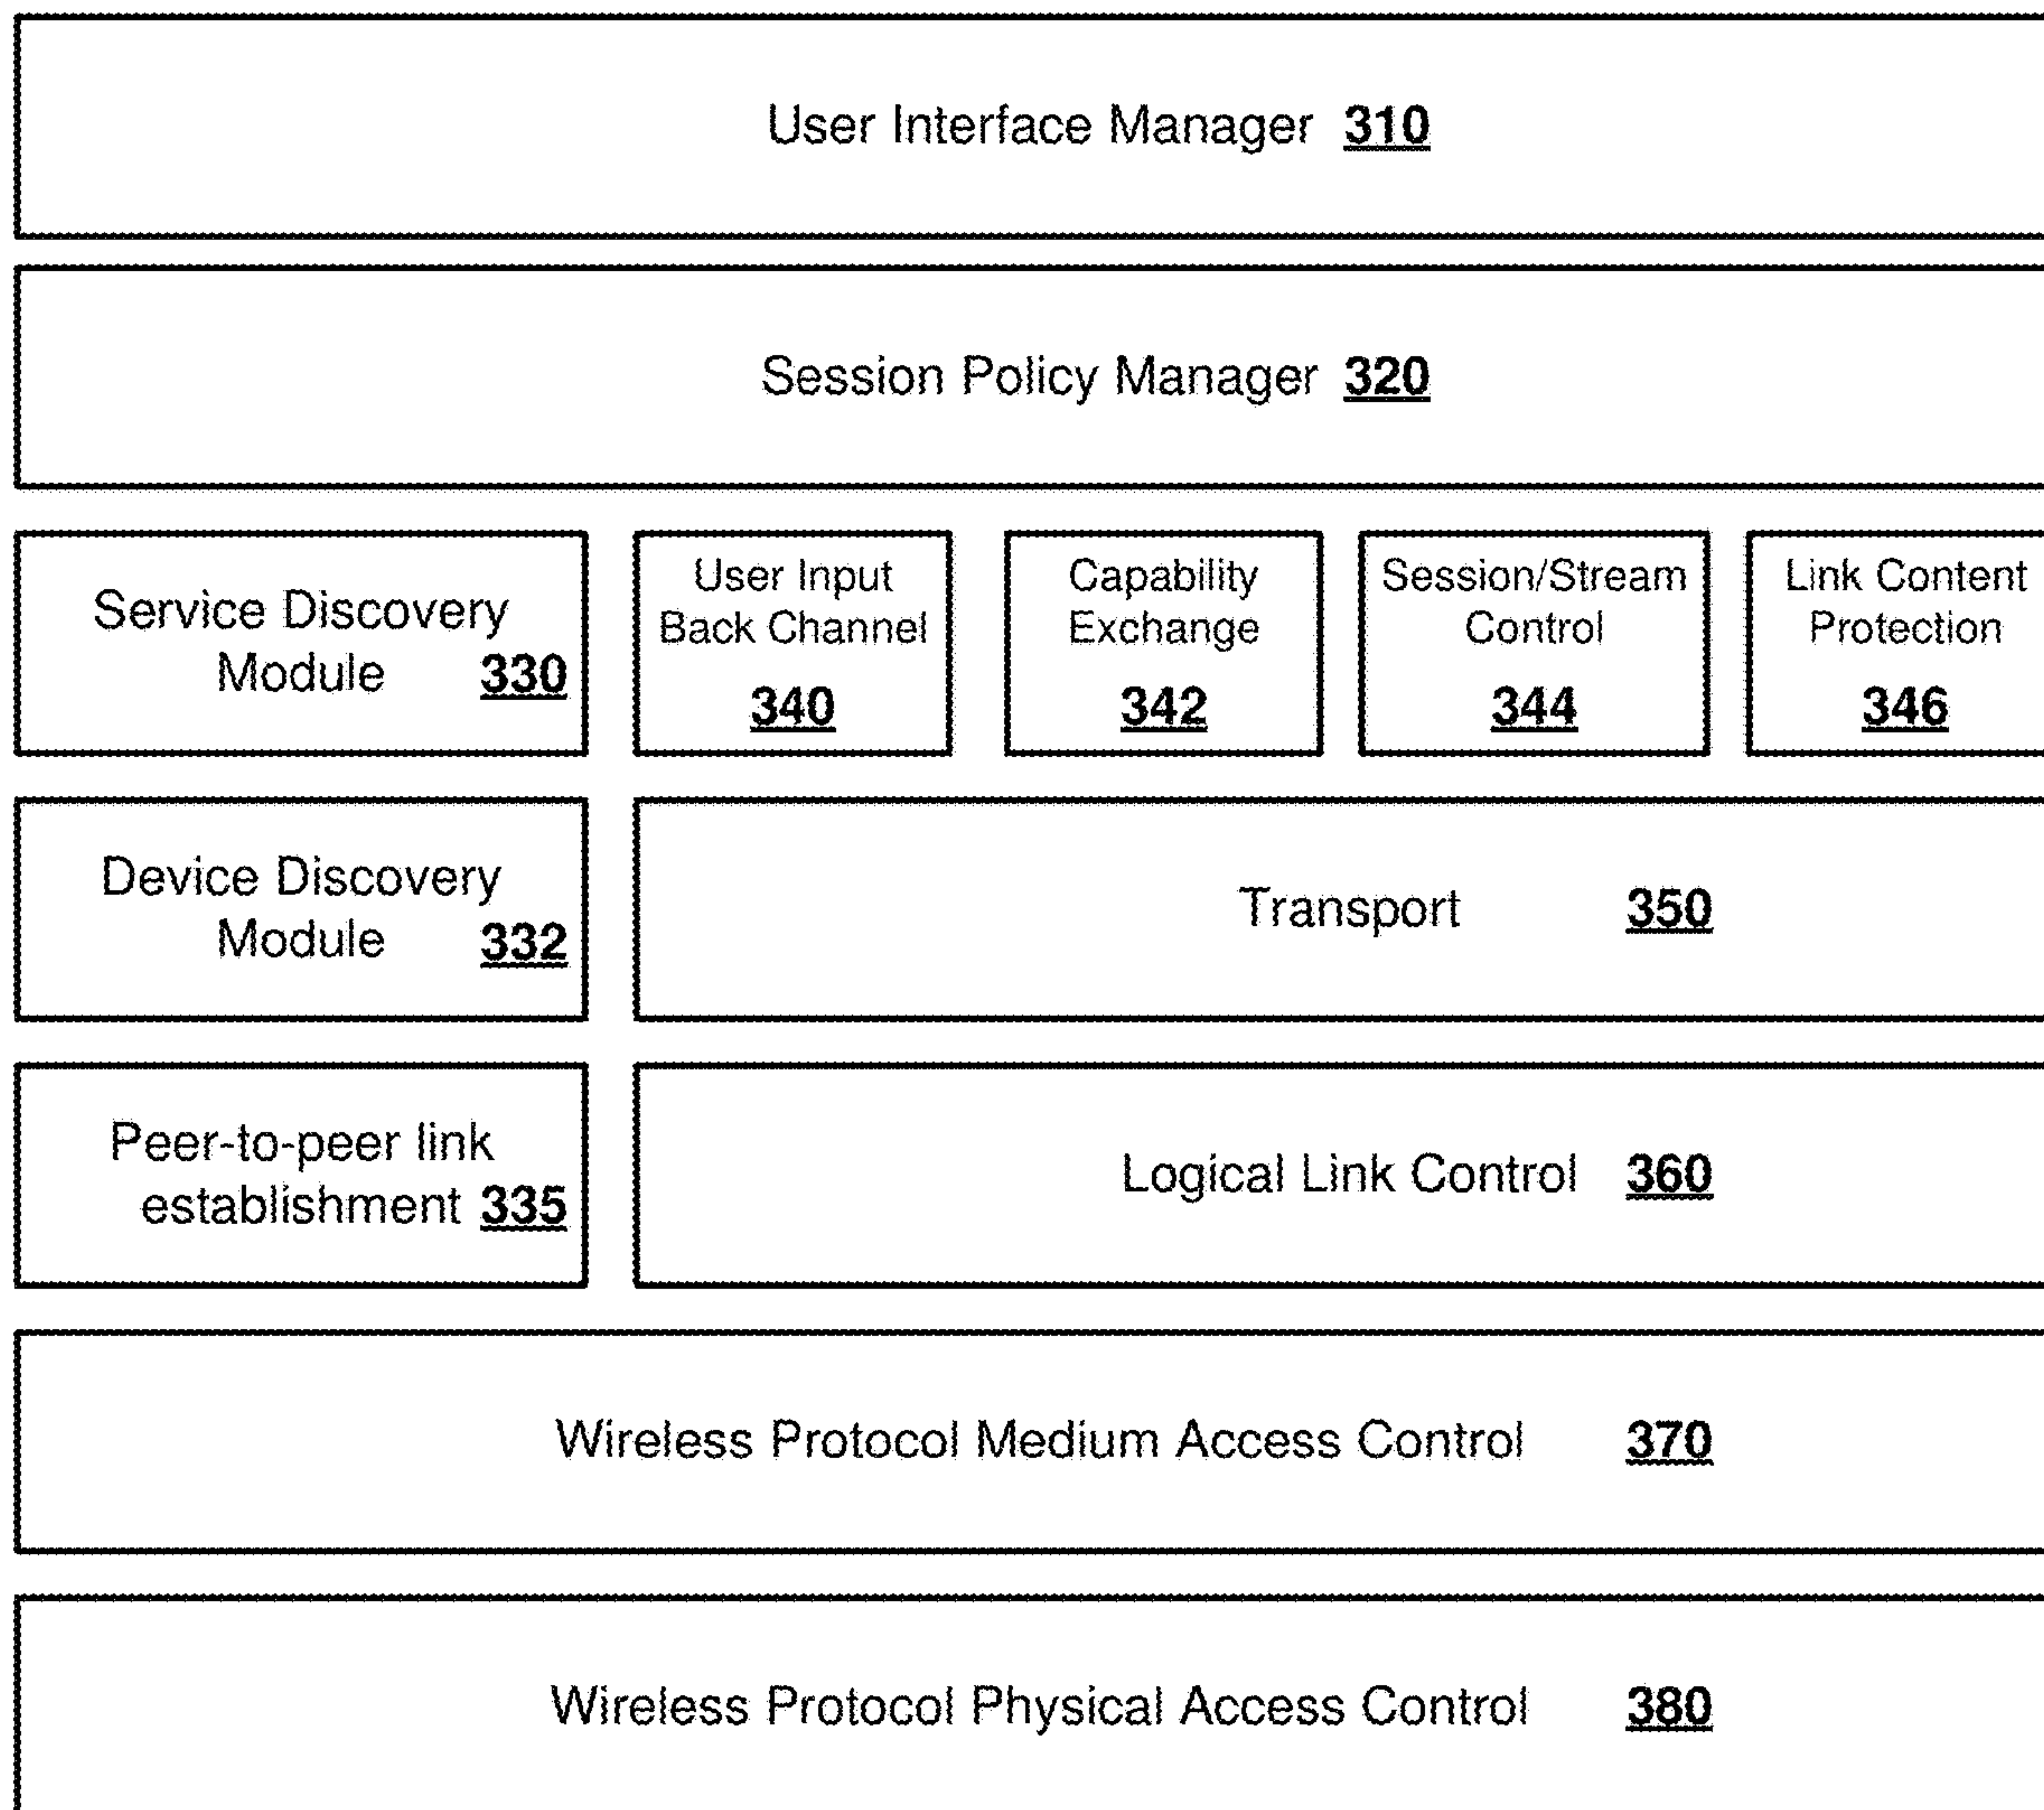 User Interface Manager 310
Session Policy Manager 320
Service Discovery
Module 330
User Input
Back Channel
340
Capability
Exchange
342
Session/Stream
Control
344
Link Content
Protection
346
Device Discovery
Module 332
Transport 350
Peer-to-peer link
establishment 335
Logical Link Control 360
Wireless Protocol Medium Access Control 370
Wireless Protocol Physical Access Control 380